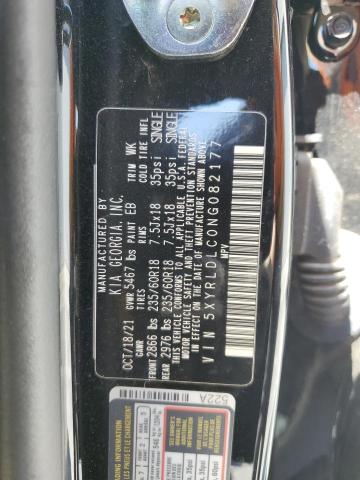 MANUFACTURED BY
KIA GEORGIA, INC.
OCT/18/21 GVWR 5467 lbs PAINT EB TRIM WK
GAWR TIRES RIMS COLD TIRE INFL
FRONT 2866 lbs 235/60R18 7.5Jx18 35psi SINGLE
REAR 2976 lbs 235/60R18 7.5Jx18 35psi SINGLE
THIS VEHICLE CONFORMS TO ALL APPLICABLE U.S.A. FEDERAL
MOTOR VEHICLE SAFETY AND THEFT PREVENTION STANDARDS
IN EFFECT ON THE DATE OF MANUFACTURE SHOWN ABOVE
VIN 5XYRLDLC0NG082177
MPV
522A